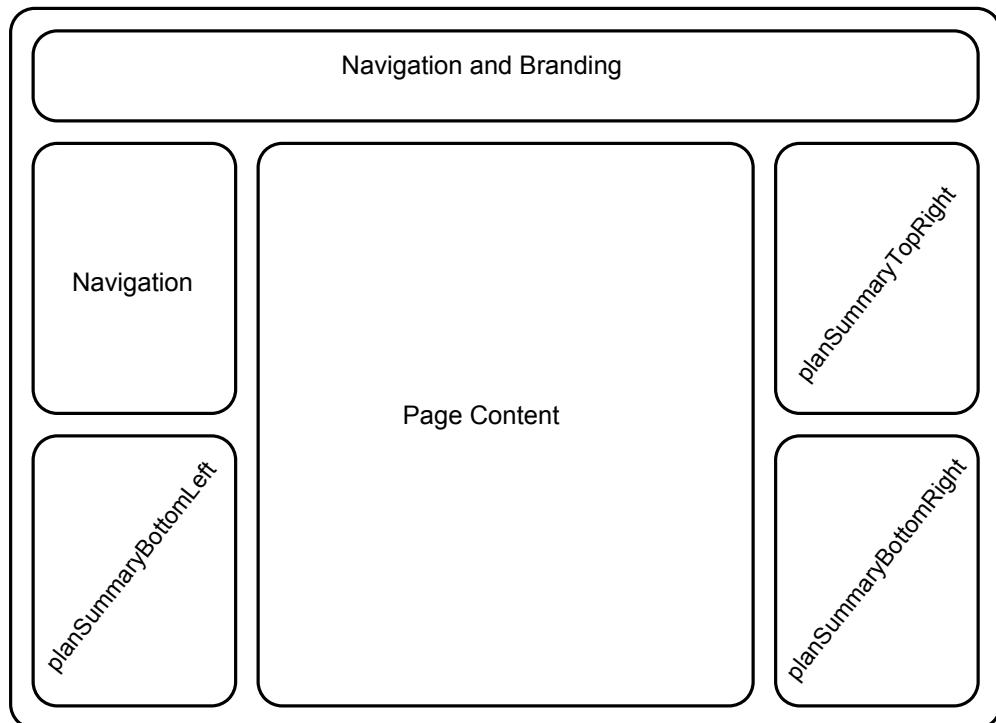 Navigation and Branding
Navigation
planSummaryTopRight
Page Content
planSummaryBottomLeft
planSummaryBottomRight